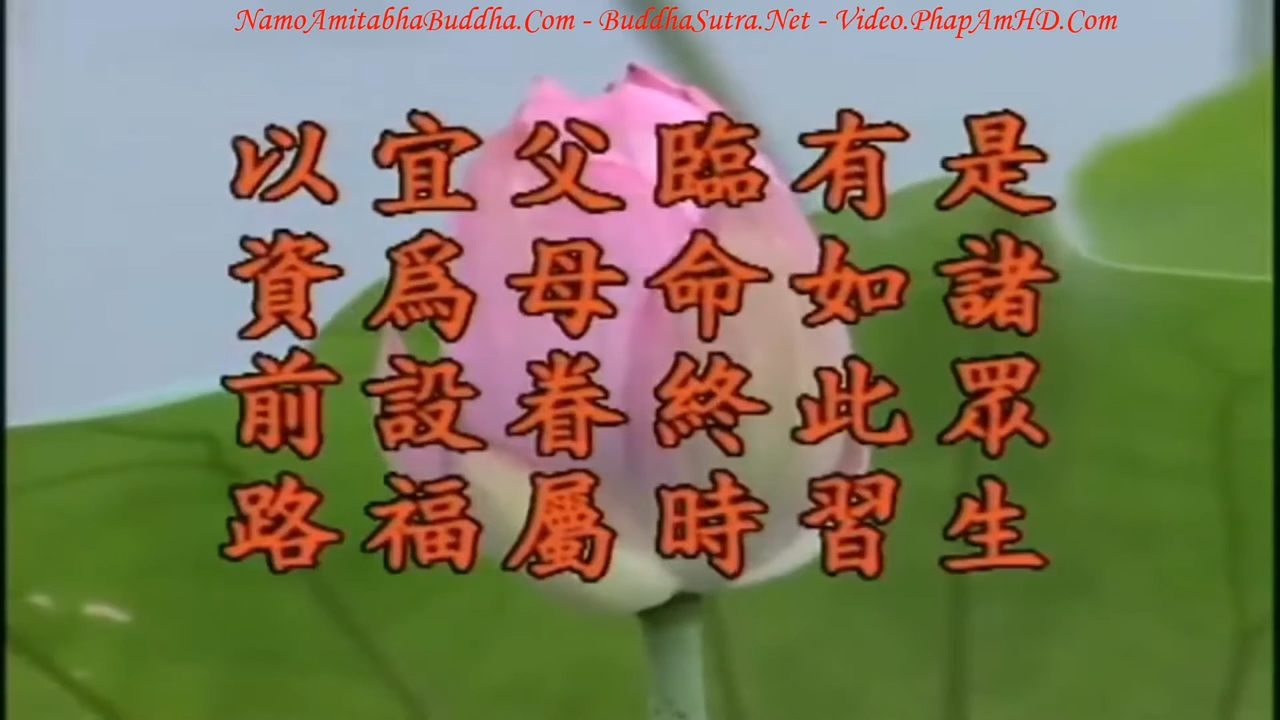 NamoAmitabhaBuddha.Com - BuddhaSutra.Net - Video.PhapAmHD.Com
是諸眾生
有如此習
臨命終時
父母眷屬
宜為設福
以資前路